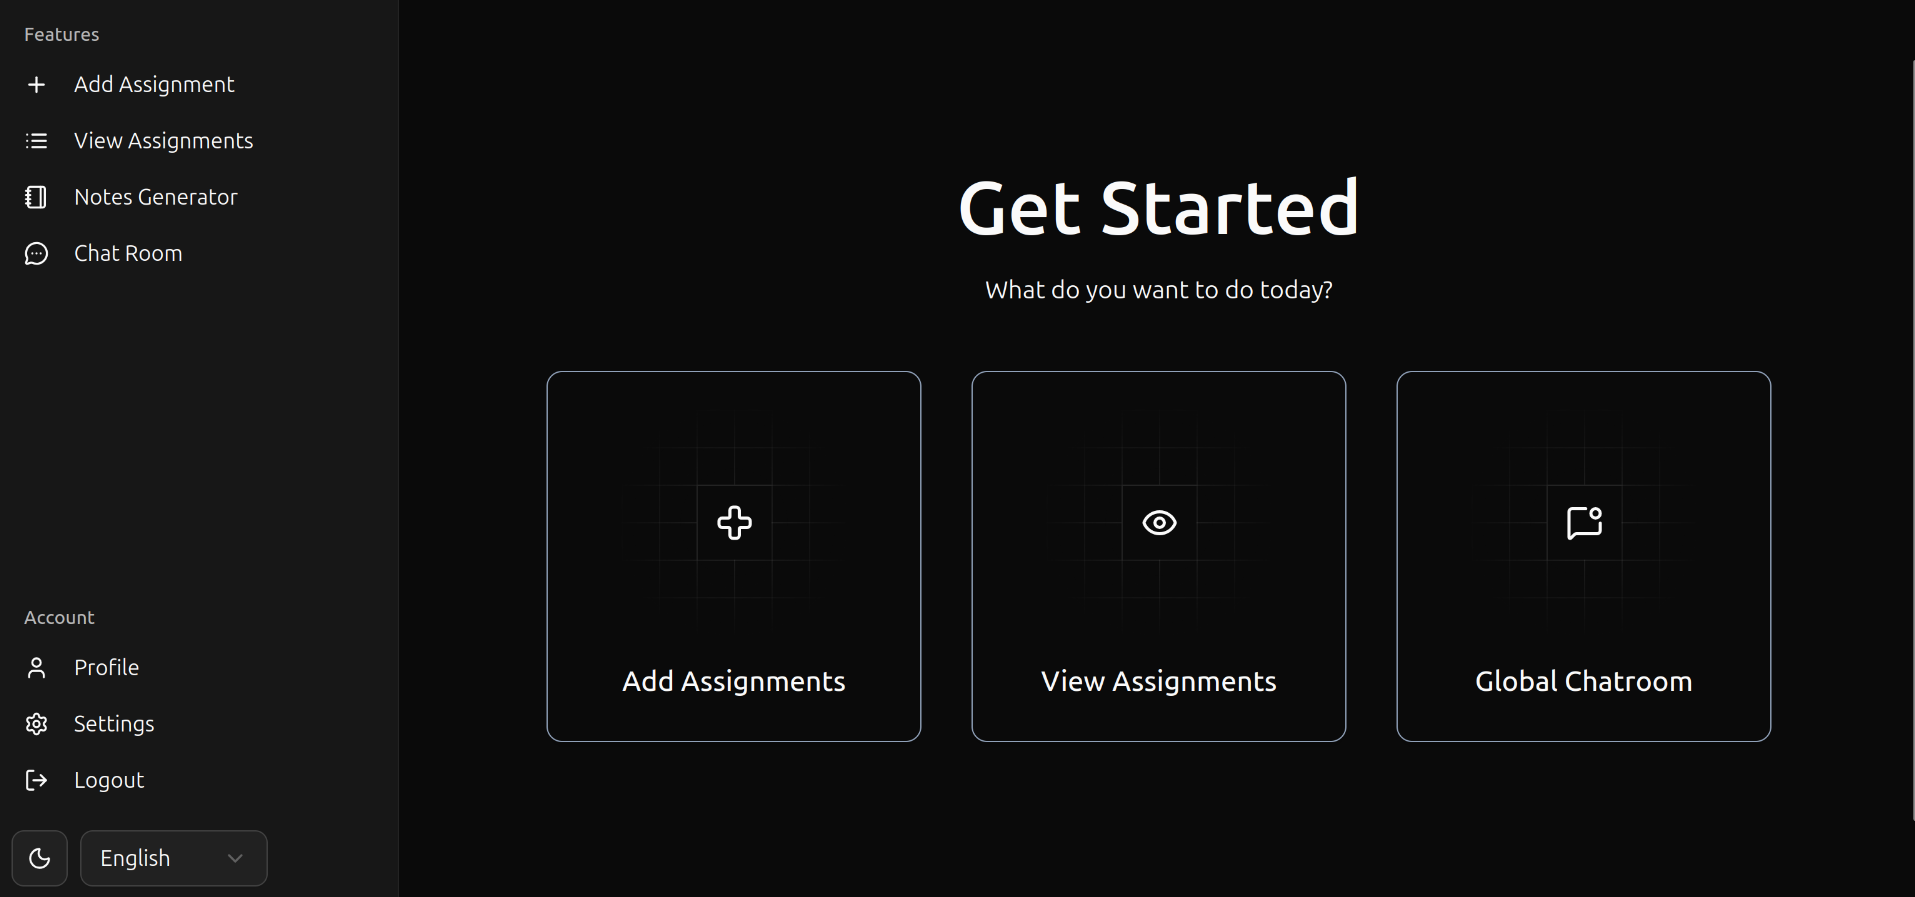 Features
Add Assignment
View Assignments
Notes Generator
Chat Room
Account
Profile
Settings
Logout
English
Get Started
What do you want to do today?
Add Assignments
View Assignments
Global Chatroom